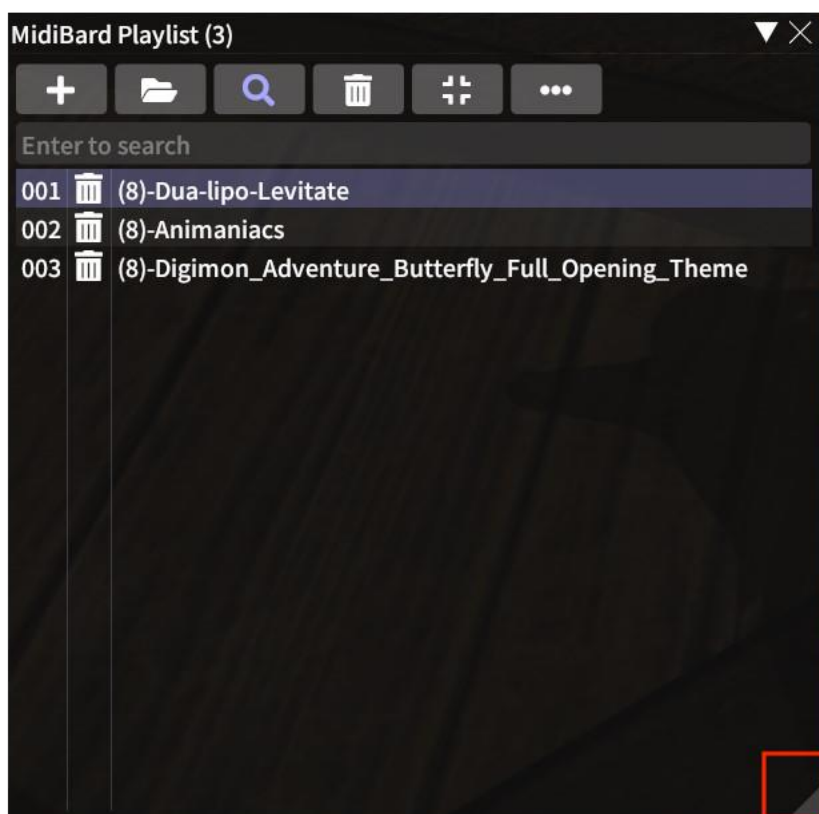 MidiBard Playlist (3)
Enter to search
001 (8)-Dua-lipo-Levitate
002 (8)-Animaniacs
003 (8)-Digimon_Adventure_Butterfly_Full_Opening_Theme